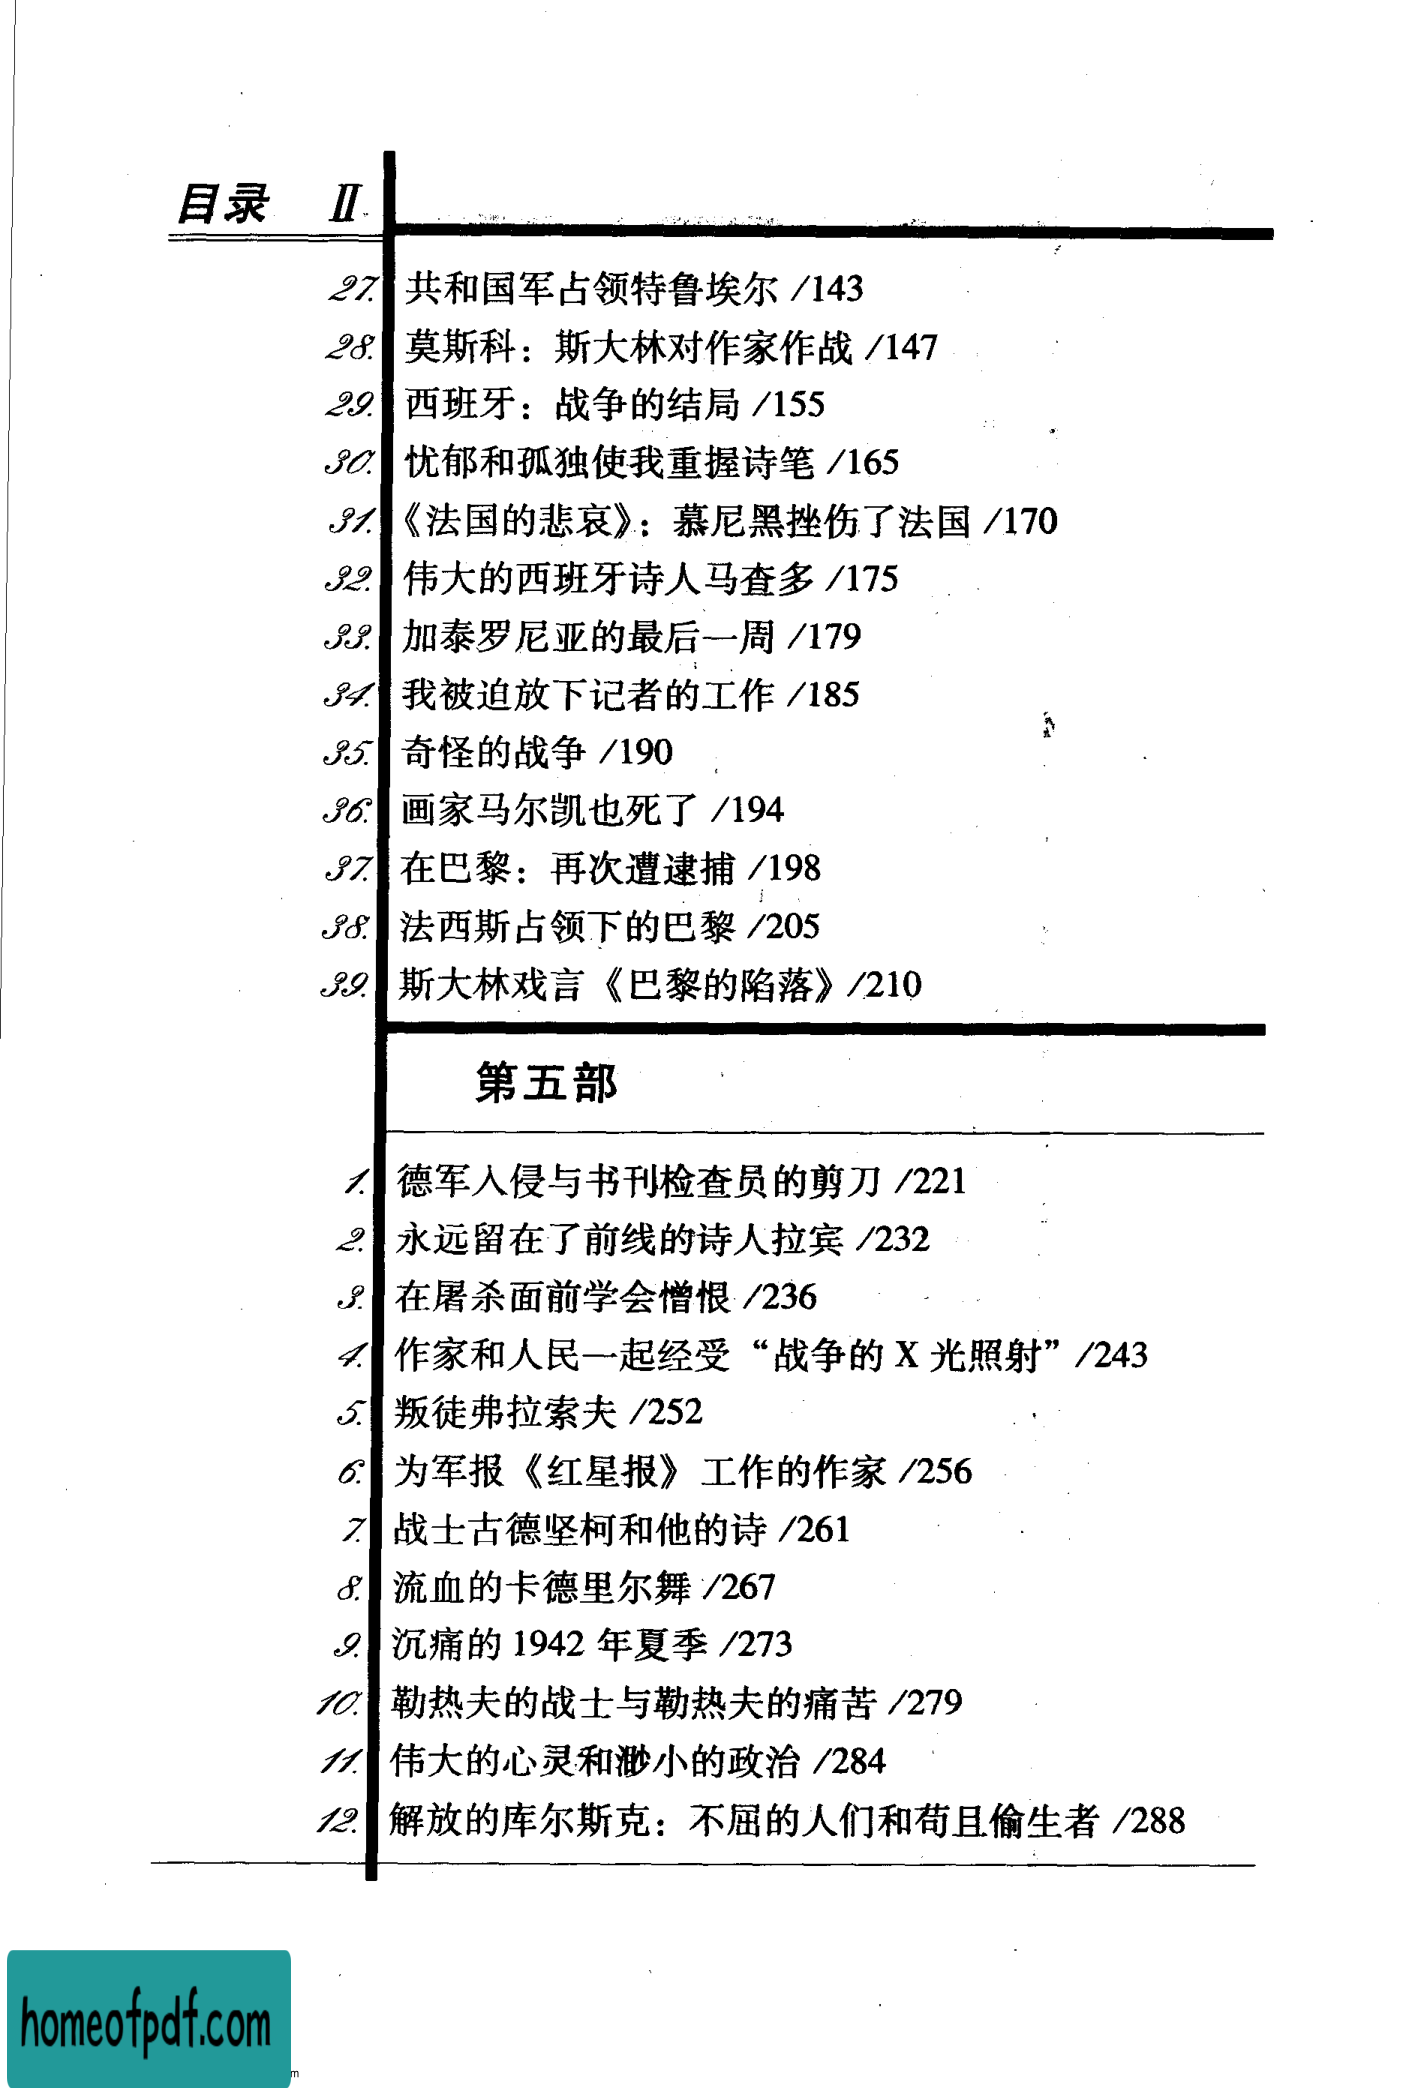 目录 II
27. 共和国军占领特鲁埃尔 /143
28. 莫斯科：斯大林对作家作战 /147
29. 西班牙：战争的结局 /155
30. 忧郁和孤独使我重握诗笔 /165
31. 《法国的悲哀》：慕尼黑挫伤了法国 /170
32. 伟大的西班牙诗人马查多 /175
33. 加泰罗尼亚的最后一周 /179
34. 我被迫放下记者的工作 /185
35. 奇怪的战争 /190
36. 画家马尔凯也死了 /194
37. 在巴黎：再次遭逮捕 /198
38. 法西斯占领下的巴黎 /205
39. 斯大林戏言《巴黎的陷落》/210
第五部
1. 德军入侵与书刊检查员的剪刀 /221
2. 永远留在了前线的诗人拉宾 /232
3. 在屠杀面前学会憎恨 /236
4. 作家和人民一起经受“战争的 X 光照射” /243
5. 叛徒弗拉索夫 /252
6. 为军报《红星报》工作的作家 /256
7. 战士古德坚柯和他的诗 /261
8. 流血的卡德里尔舞 /267
9. 沉痛的 1942 年夏季 /273
10. 勒热夫的战士与勒热夫的痛苦 /279
11. 伟大的心灵和渺小的政治 /284
12. 解放的库尔斯克：不屈的人们和苟且偷生者 /288
homeofpdf.com
m